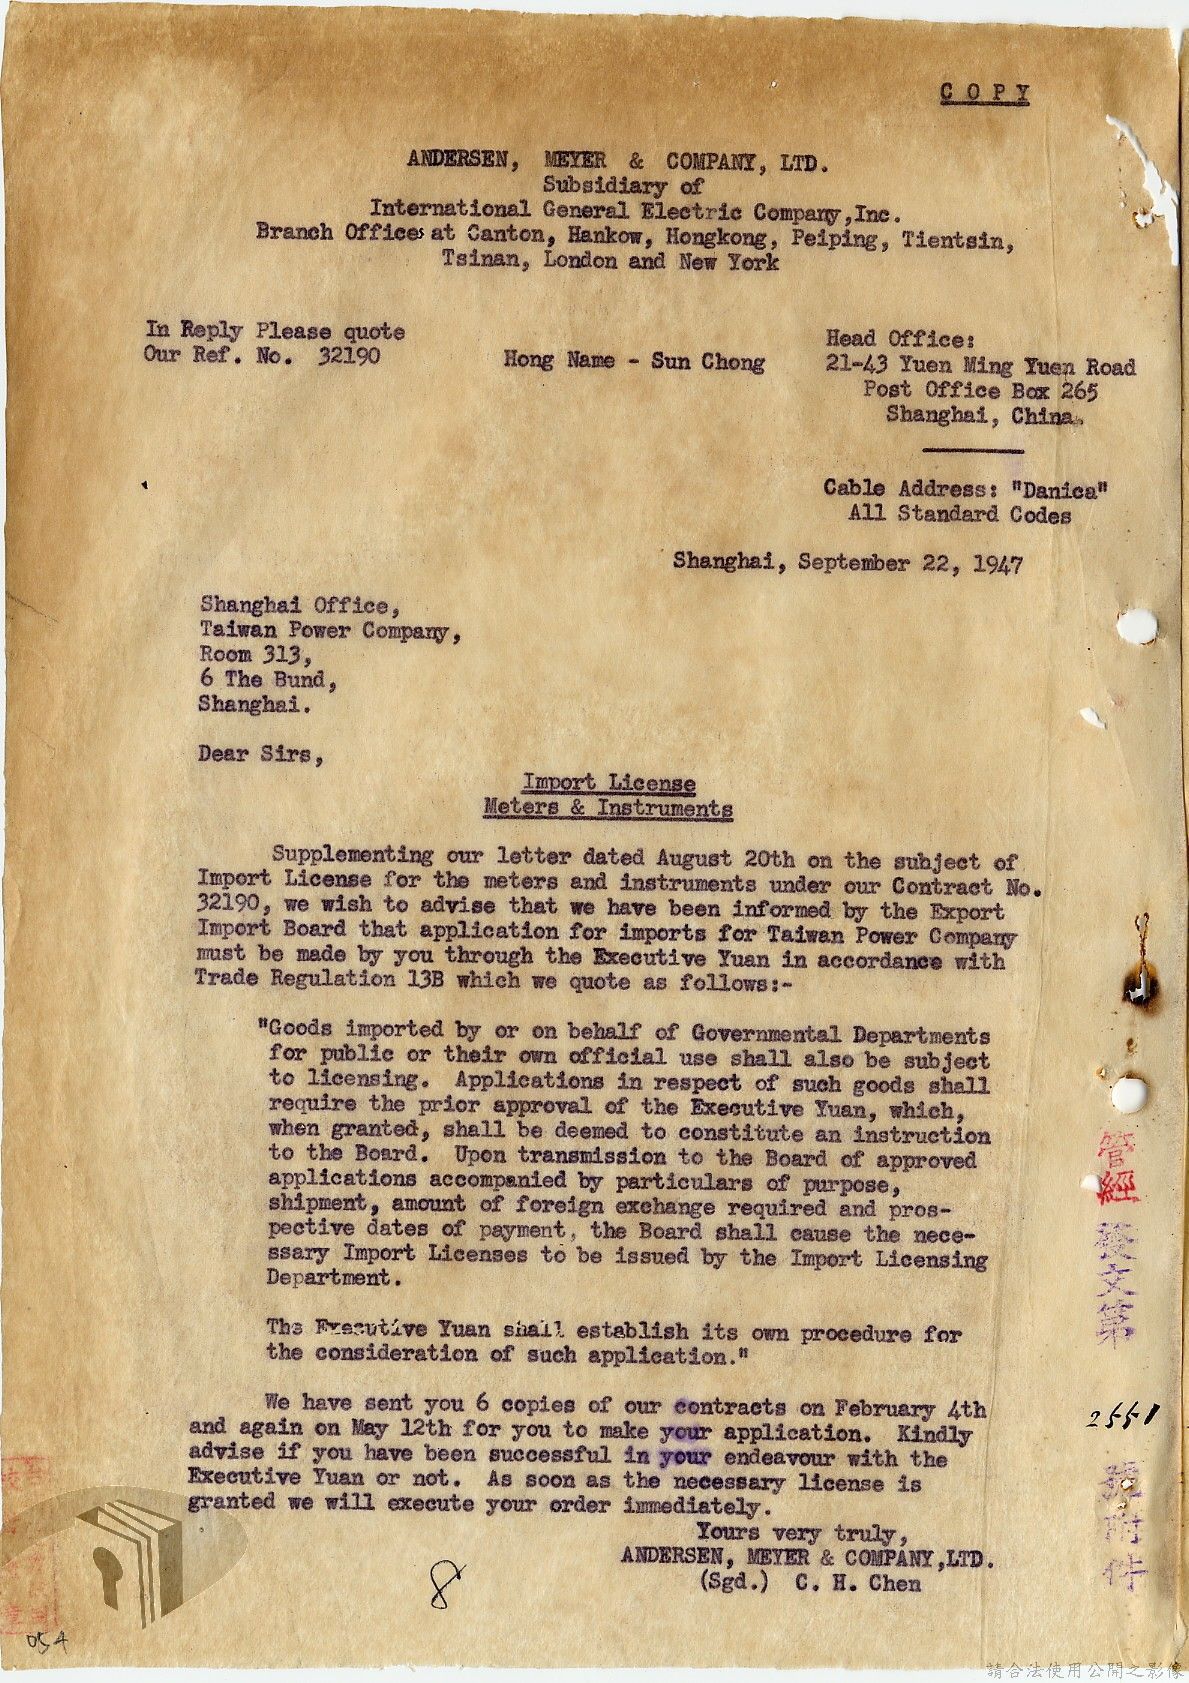 COPY
ANDERSEN, MEYER & COMPANY, LTD.
Subsidiary of
International General Electric Company,Inc.
Branch Offices at Canton, Hankow, Hongkong, Peiping, Tientsin,
Tsinan, London and New York
In Reply Please quote
Our Ref. No. 32190
Hong Name - Sun Chong
Head Office:
21-43 Yuen Ming Yuen Road
Post Office Box 265
Shanghai, China.
Cable Address: "Danica"
All Standard Codes
Shanghai, September 22, 1947
Shanghai Office,
Taiwan Power Company,
Room 313,
6 The Bund,
Shanghai.
Dear Sirs,
Import License
Meters & Instruments
Supplementing our letter dated August 20th on the subject of
Import License for the meters and instruments under our Contract No.
32190, we wish to advise that we have been informed by the Export
Import Board that application for imports for Taiwan Power Company
must be made by you through the Executive Yuan in accordance with
Trade Regulation 13B which we quote as follows:-
"Goods imported by or on behalf of Governmental Departments
for public or their own official use shall also be subject
to licensing. Applications in respect of such goods shall
require the prior approval of the Executive Yuan, which,
when granted, shall be deemed to constitute an instruction
to the Board. Upon transmission to the Board of approved
applications accompanied by particulars of purpose,
shipment, amount of foreign exchange required and pros-
pective dates of payment, the Board shall cause the nece-
ssary Import Licenses to be issued by the Import Licensing
Department.
The Executive Yuan shall establish its own procedure for
the consideration of such application."
We have sent you 6 copies of our contracts on February 4th
and again on May 12th for you to make your application. Kindly
advise if you have been successful in your endeavour with the
Executive Yuan or not. As soon as the necessary license is
granted we will execute your order immediately.
Yours very truly,
ANDERSEN, MEYER & COMPANY,LTD.
(Sgd.) C. H. Chen
8
054
管經
發文第
2551
號附件
請合法使用公開之影像